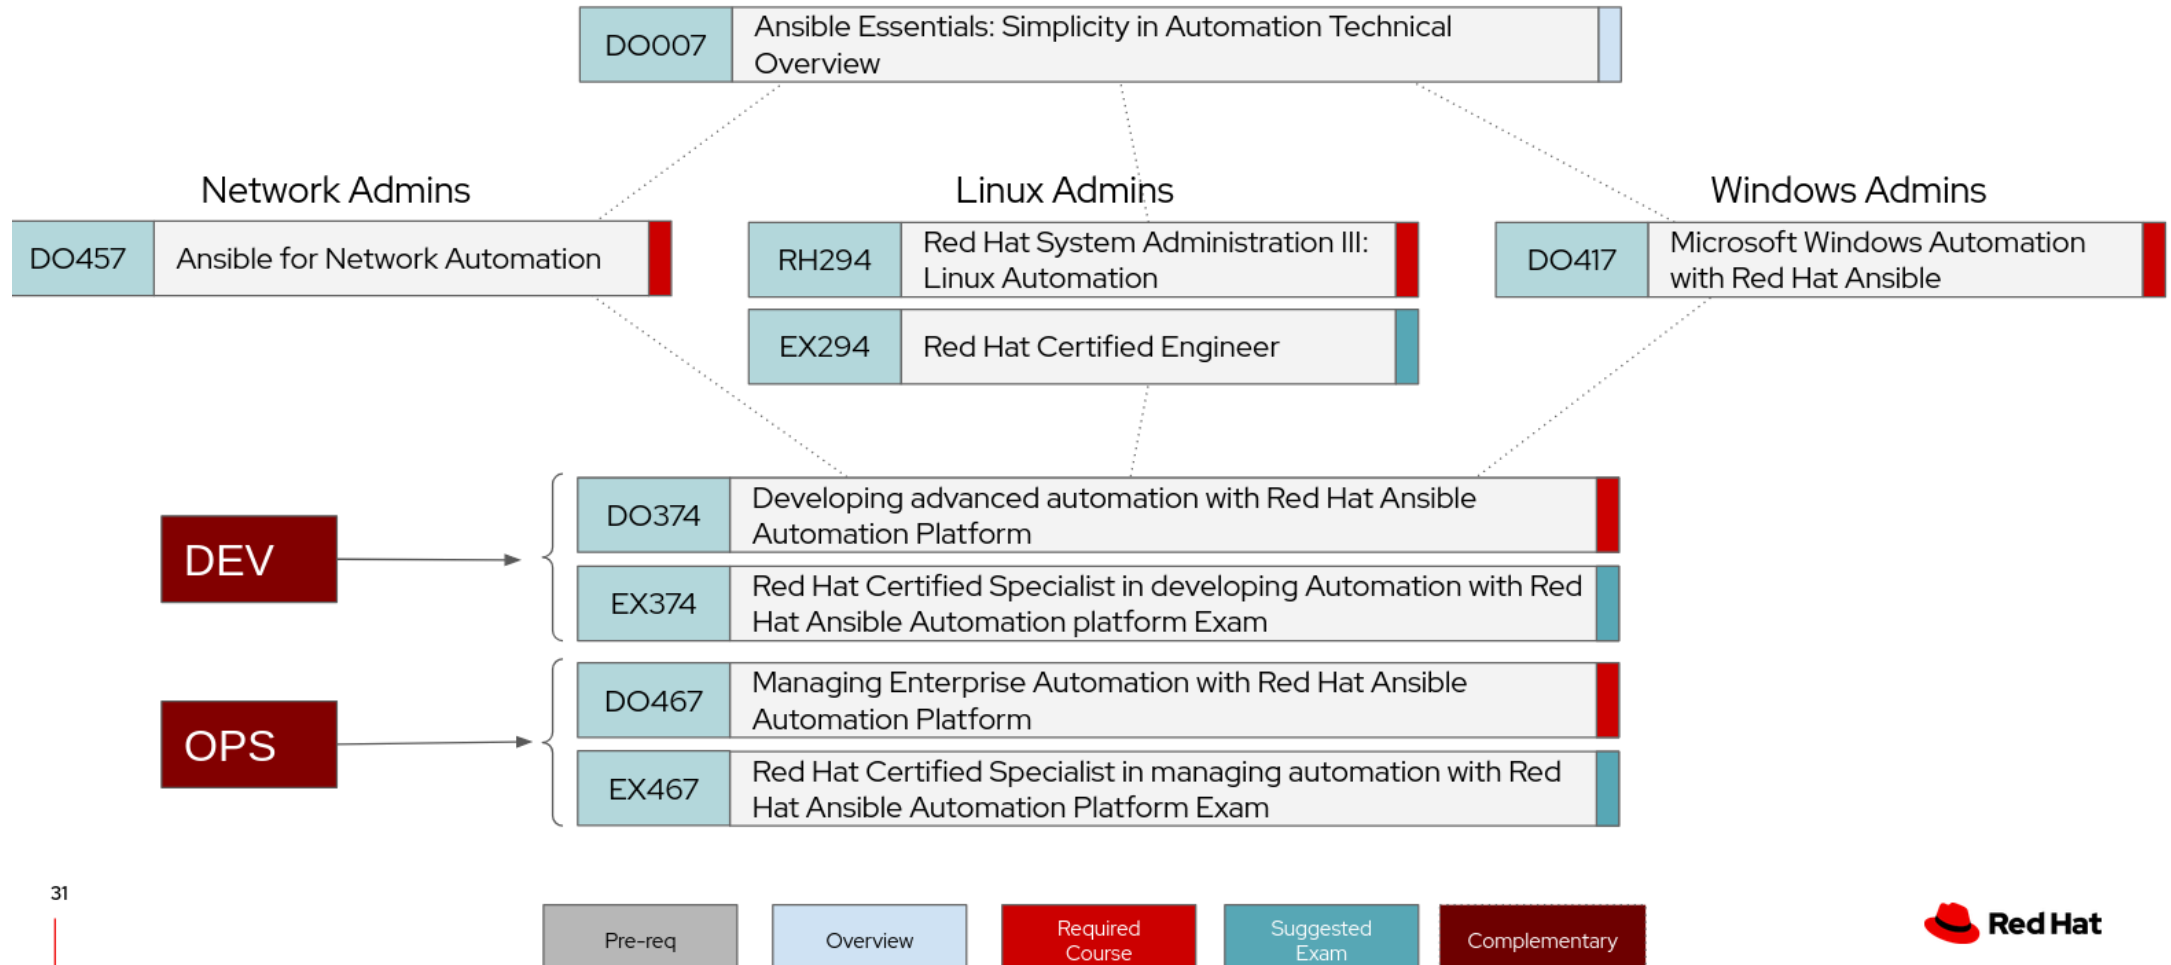 DO007
Ansible Essentials: Simplicity in Automation Technical
Overview
Network Admins
Linux Admins
Windows Admins
DO457
Ansible for Network Automation
RH294
Red Hat System Administration III:
Linux Automation
DO417
Microsoft Windows Automation
with Red Hat Ansible
EX294
Red Hat Certified Engineer
DEV
DO374
Developing advanced automation with Red Hat Ansible
Automation Platform
EX374
Red Hat Certified Specialist in developing Automation with Red
Hat Ansible Automation platform Exam
OPS
DO467
Managing Enterprise Automation with Red Hat Ansible
Automation Platform
EX467
Red Hat Certified Specialist in managing automation with Red
Hat Ansible Automation Platform Exam
31
Pre-req
Overview
Required
Course
Suggested
Exam
Complementary
Red Hat